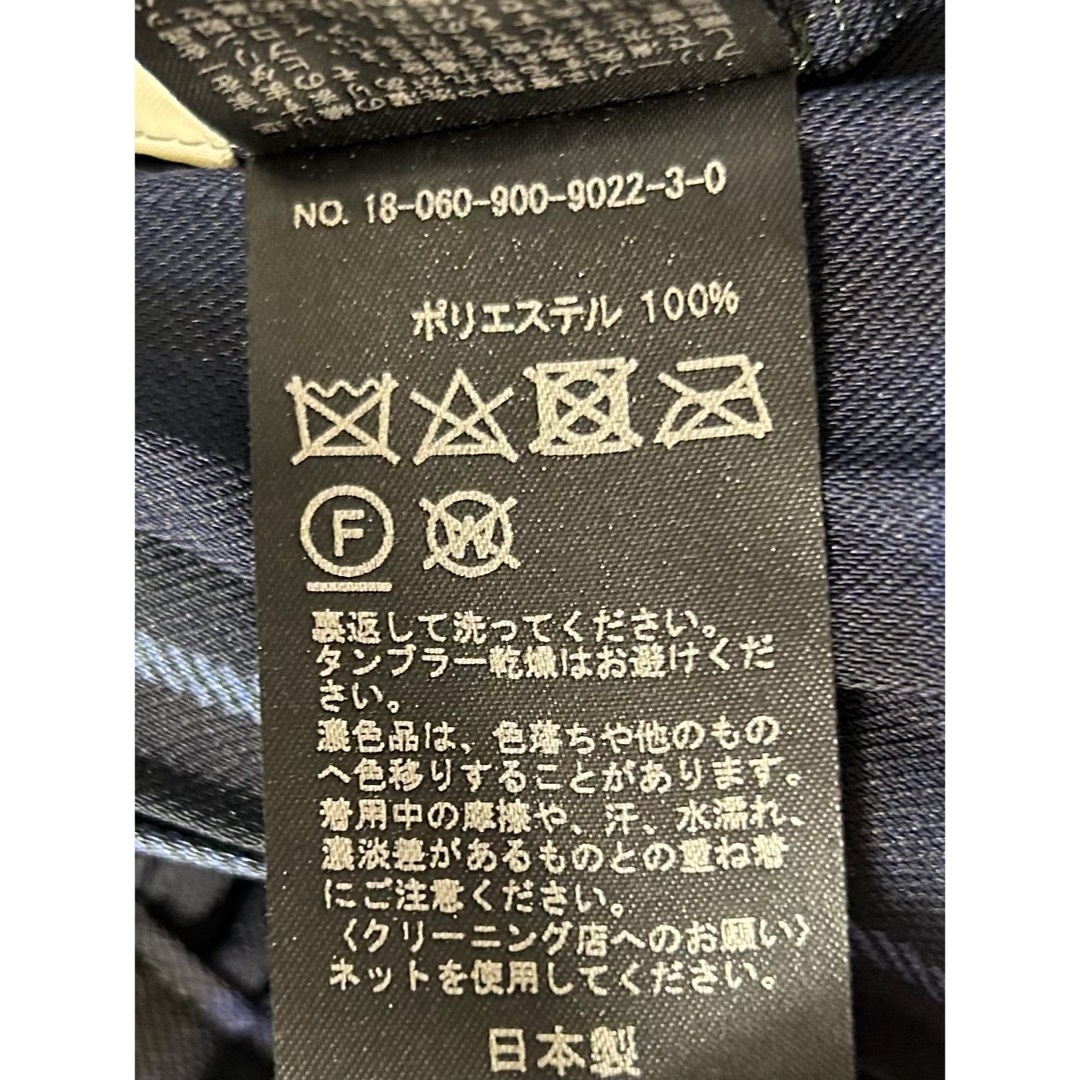 NO. 18-060-900-9022-3-0
ポリエステル 100%
F
W
裏返して洗ってください。
タンブラー乾燥はお避けくだ
さい。
濃色品は、色落ちや他のもの
へ色移りすることがあります。
着用中の摩擦や、汗、水濡れ、
濃淡差があるものとの重ね着
にご注意ください。
〈クリーニング店へのお願い〉
ネットを使用してください。
日本製